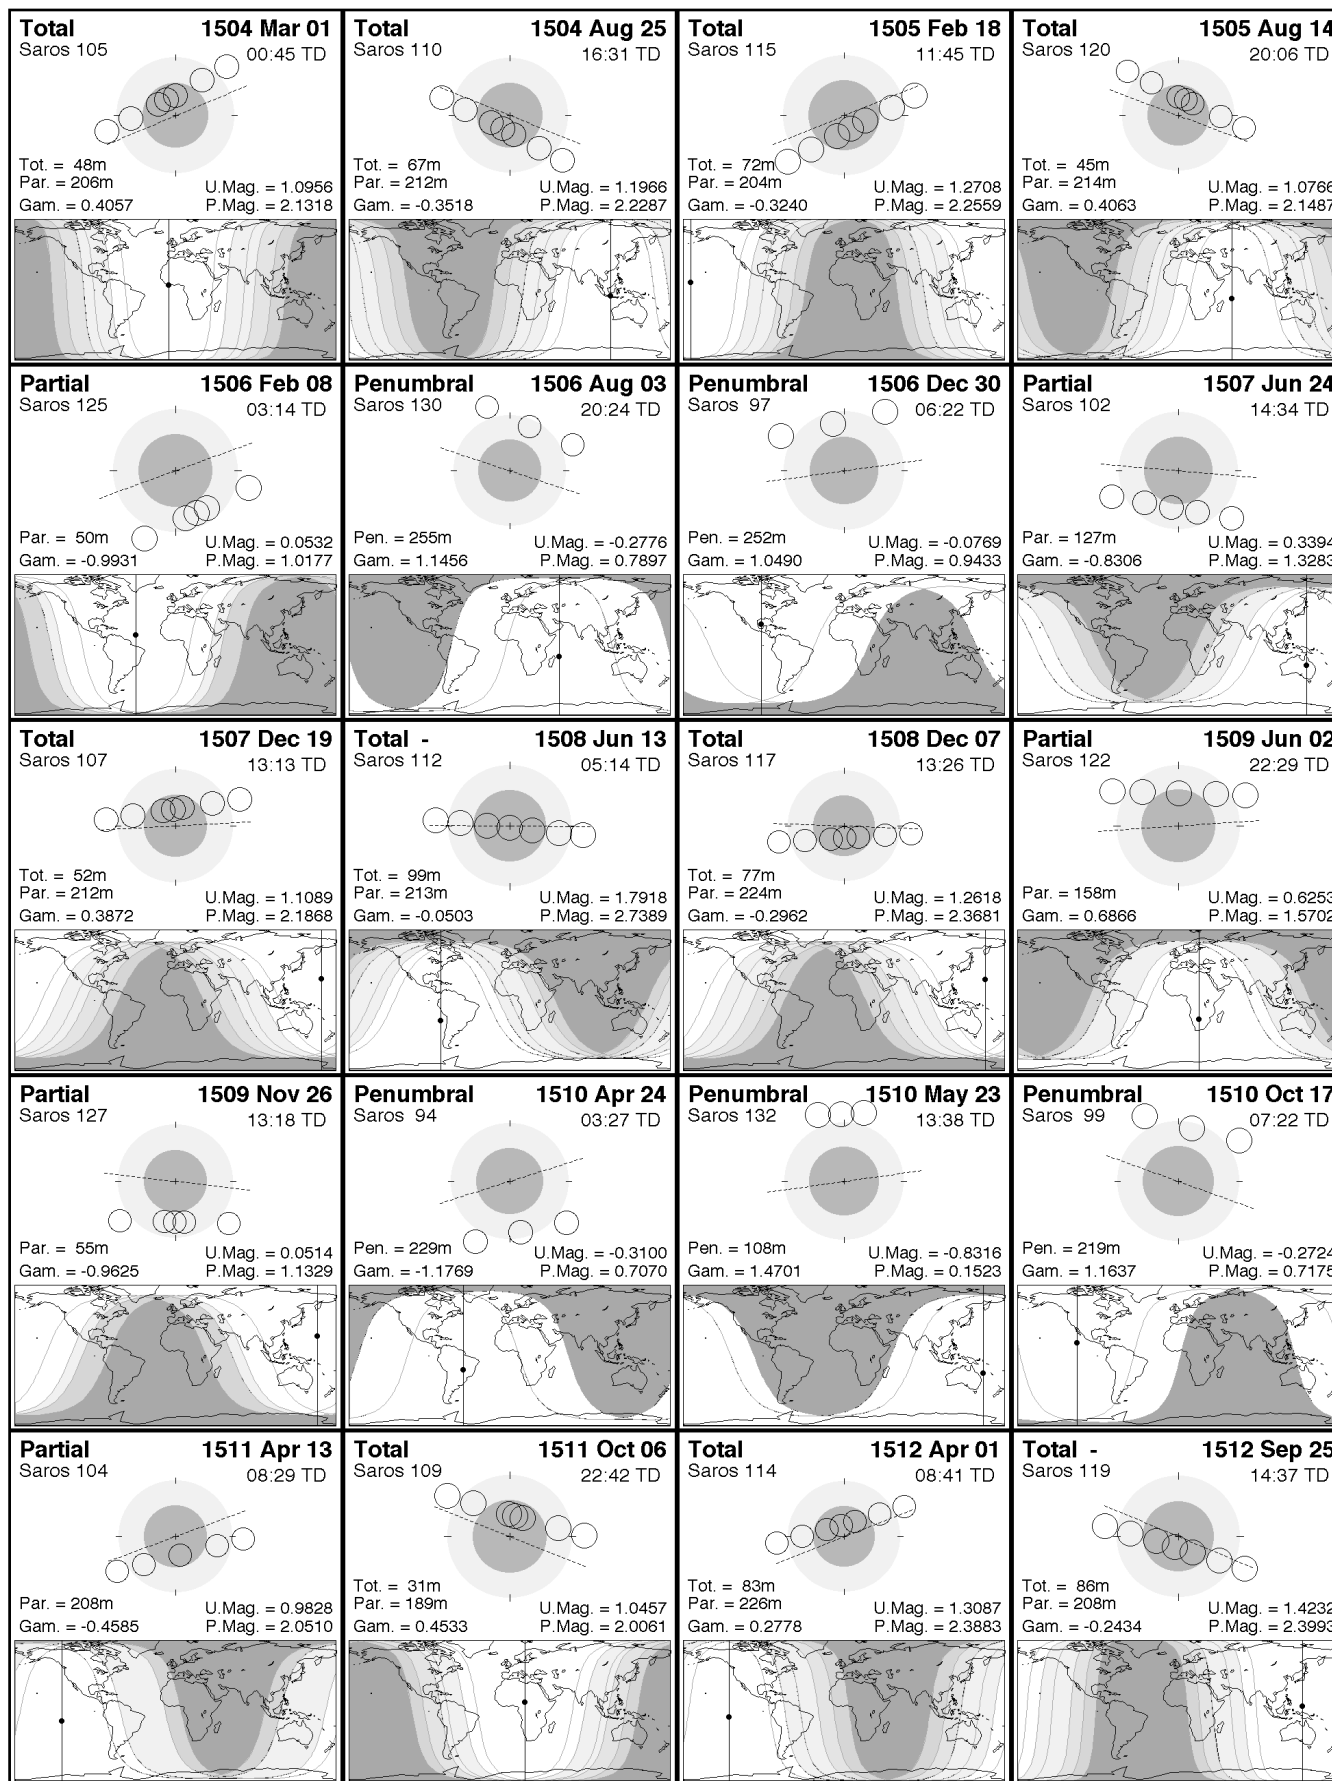 Total 1504 Mar 01
Saros 105 00:45 TD
Tot. = 48m
Par. = 206m U.Mag. = 1.0956
Gam. = 0.4057 P.Mag. = 2.1318
Total 1504 Aug 25
Saros 110 16:31 TD
Tot. = 67m
Par. = 212m U.Mag. = 1.1966
Gam. = -0.3518 P.Mag. = 2.2287
Total 1505 Feb 18
Saros 115 11:45 TD
Tot. = 72m
Par. = 204m U.Mag. = 1.2708
Gam. = -0.3240 P.Mag. = 2.2559
Total 1505 Aug 14
Saros 120 20:06 TD
Tot. = 45m
Par. = 214m U.Mag. = 1.0766
Gam. = 0.4063 P.Mag. = 2.1487
Partial 1506 Feb 08
Saros 125 03:14 TD
Par. = 50m U.Mag. = 0.0532
Gam. = -0.9931 P.Mag. = 1.0177
Penumbral 1506 Aug 03
Saros 130 20:24 TD
Pen. = 255m U.Mag. = -0.2776
Gam. = 1.1456 P.Mag. = 0.7897
Penumbral 1506 Dec 30
Saros 97 06:22 TD
Pen. = 252m U.Mag. = -0.0769
Gam. = 1.0490 P.Mag. = 0.9433
Partial 1507 Jun 24
Saros 102 14:34 TD
Par. = 127m U.Mag. = 0.3394
Gam. = -0.8306 P.Mag. = 1.3283
Total 1507 Dec 19
Saros 107 13:13 TD
Tot. = 52m
Par. = 212m U.Mag. = 1.1089
Gam. = 0.3872 P.Mag. = 2.1868
Total - 1508 Jun 13
Saros 112 05:14 TD
Tot. = 99m
Par. = 213m U.Mag. = 1.7918
Gam. = -0.0503 P.Mag. = 2.7389
Total 1508 Dec 07
Saros 117 13:26 TD
Tot. = 77m
Par. = 224m U.Mag. = 1.2618
Gam. = -0.2962 P.Mag. = 2.3681
Partial 1509 Jun 02
Saros 122 22:29 TD
Par. = 158m U.Mag. = 0.6253
Gam. = 0.6866 P.Mag. = 1.5702
Partial 1509 Nov 26
Saros 127 13:18 TD
Par. = 55m U.Mag. = 0.0514
Gam. = -0.9625 P.Mag. = 1.1329
Penumbral 1510 Apr 24
Saros 94 03:27 TD
Pen. = 229m U.Mag. = -0.3100
Gam. = -1.1769 P.Mag. = 0.7070
Penumbral 1510 May 23
Saros 132 13:38 TD
Pen. = 108m U.Mag. = -0.8316
Gam. = 1.4701 P.Mag. = 0.1523
Penumbral 1510 Oct 17
Saros 99 07:22 TD
Pen. = 219m U.Mag. = -0.2724
Gam. = 1.1637 P.Mag. = 0.7175
Partial 1511 Apr 13
Saros 104 08:29 TD
Par. = 208m U.Mag. = 0.9828
Gam. = -0.4585 P.Mag. = 2.0510
Total 1511 Oct 06
Saros 109 22:42 TD
Tot. = 31m
Par. = 189m U.Mag. = 1.0457
Gam. = 0.4533 P.Mag. = 2.0061
Total 1512 Apr 01
Saros 114 08:41 TD
Tot. = 83m
Par. = 226m U.Mag. = 1.3087
Gam. = 0.2778 P.Mag. = 2.3883
Total - 1512 Sep 25
Saros 119 14:37 TD
Tot. = 86m
Par. = 208m U.Mag. = 1.4232
Gam. = -0.2434 P.Mag. = 2.3993